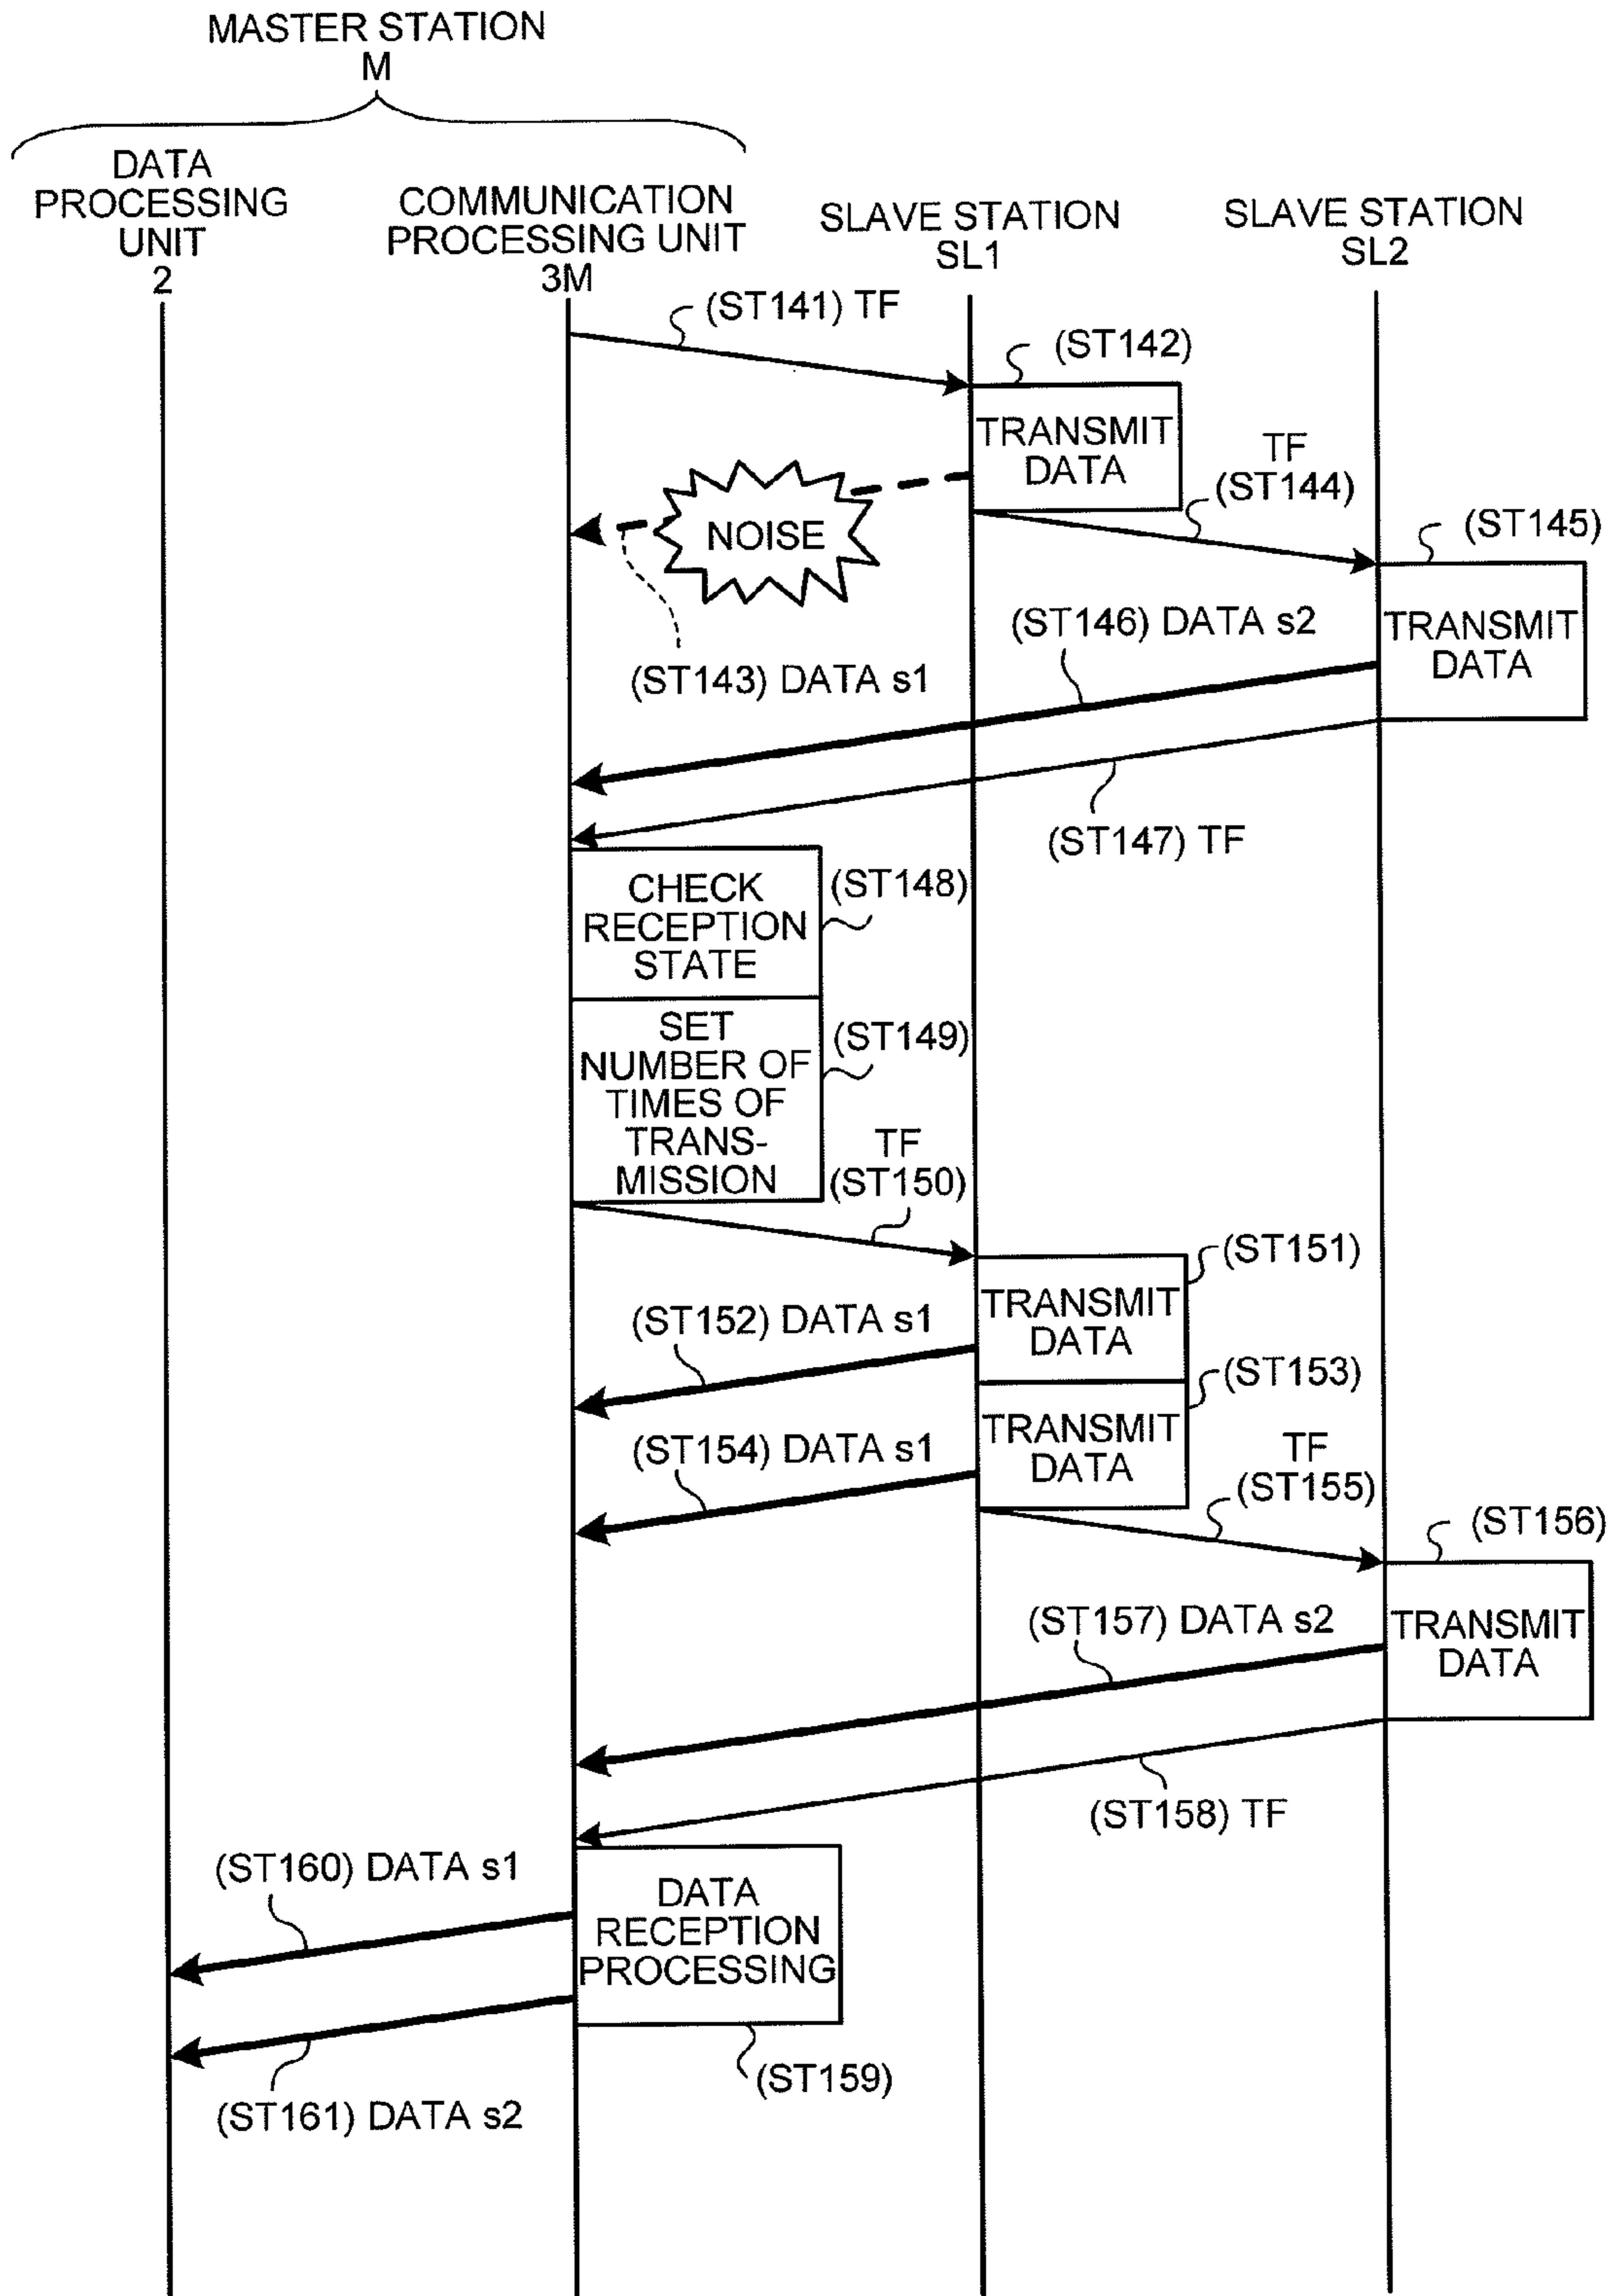 MASTER STATION
M
DATA
PROCESSING
UNIT
2
COMMUNICATION
PROCESSING UNIT
3M
SLAVE STATION
SL1
SLAVE STATION
SL2
(ST141) TF
(ST142)
TRANSMIT
DATA
TF
(ST144)
NOISE
(ST145)
(ST143) DATA s1
(ST146) DATA s2
TRANSMIT
DATA
(ST147) TF
CHECK
RECEPTION
STATE
(ST148)
SET
NUMBER OF
TIMES OF
TRANS-
MISSION
(ST149)
TF
(ST150)
(ST151)
TRANSMIT
DATA
(ST152) DATA s1
(ST153)
TRANSMIT
DATA
(ST154) DATA s1
TF
(ST155)
(ST156)
TRANSMIT
DATA
(ST157) DATA s2
(ST158) TF
(ST160) DATA s1
DATA
RECEPTION
PROCESSING
(ST159)
(ST161) DATA s2